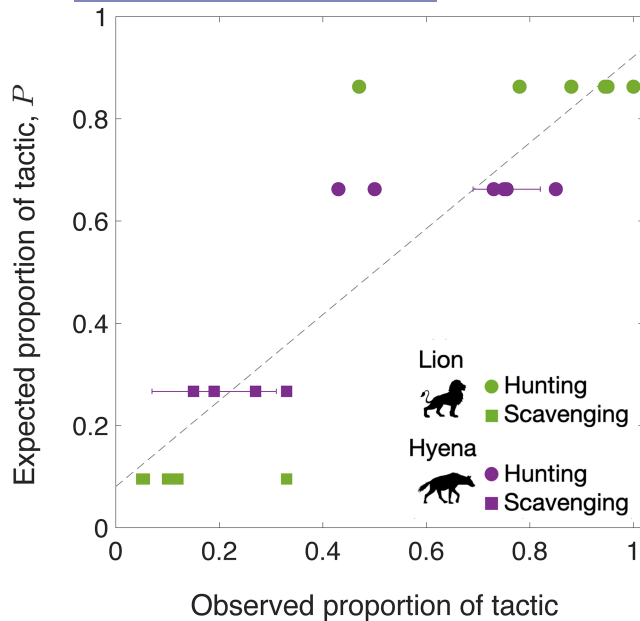 Expected proportion of tactic, P
1
0.8
0.6
0.4
0.2
0
0
0.2
0.4
0.6
0.8
1
Lion
Hunting
Scavenging
Hyena
Hunting
Scavenging
Observed proportion of tactic